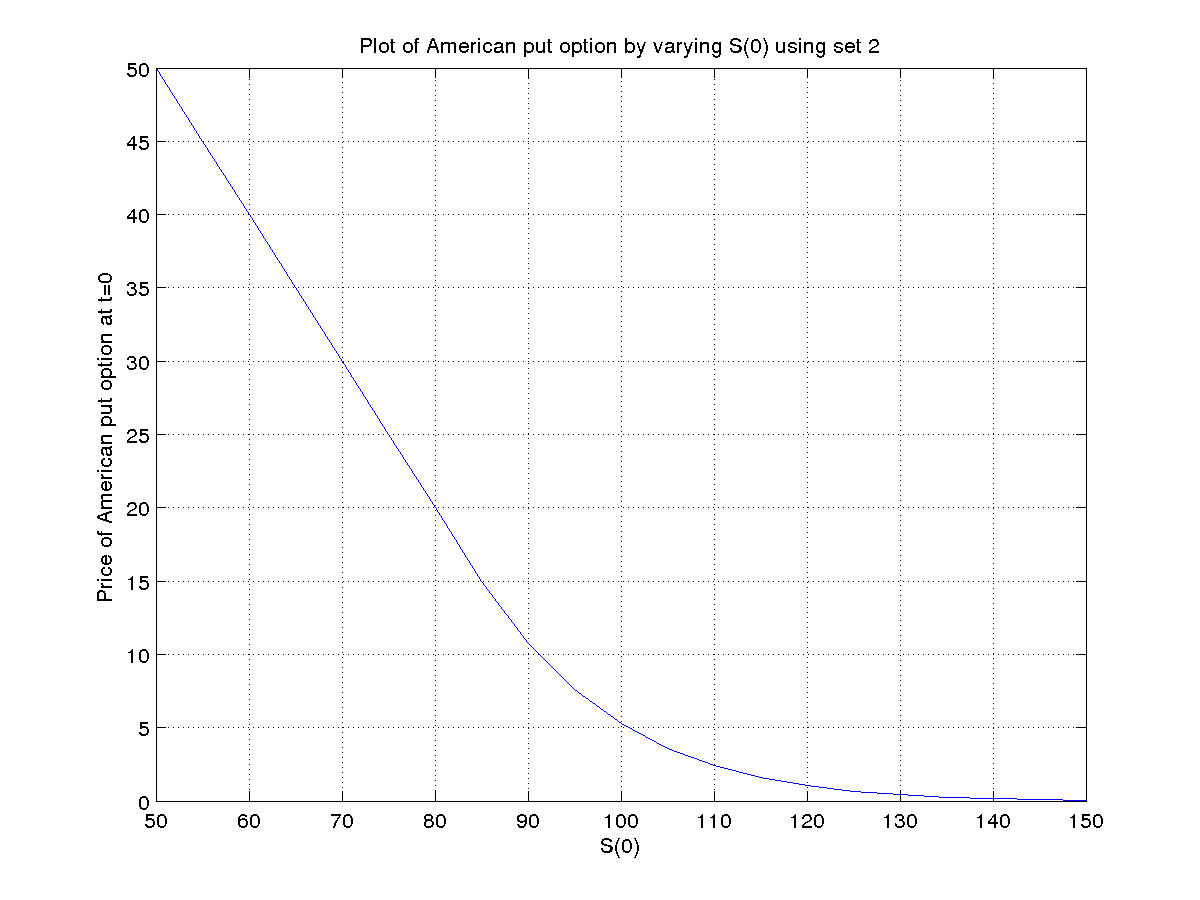 Plot of American put option by varying S(0) using set 2
50
45
40
35
30
25
20
15
10
5
0
Price of American put option at t=0
50 60 70 80 90 100 110 120 130 140 150
S(0)